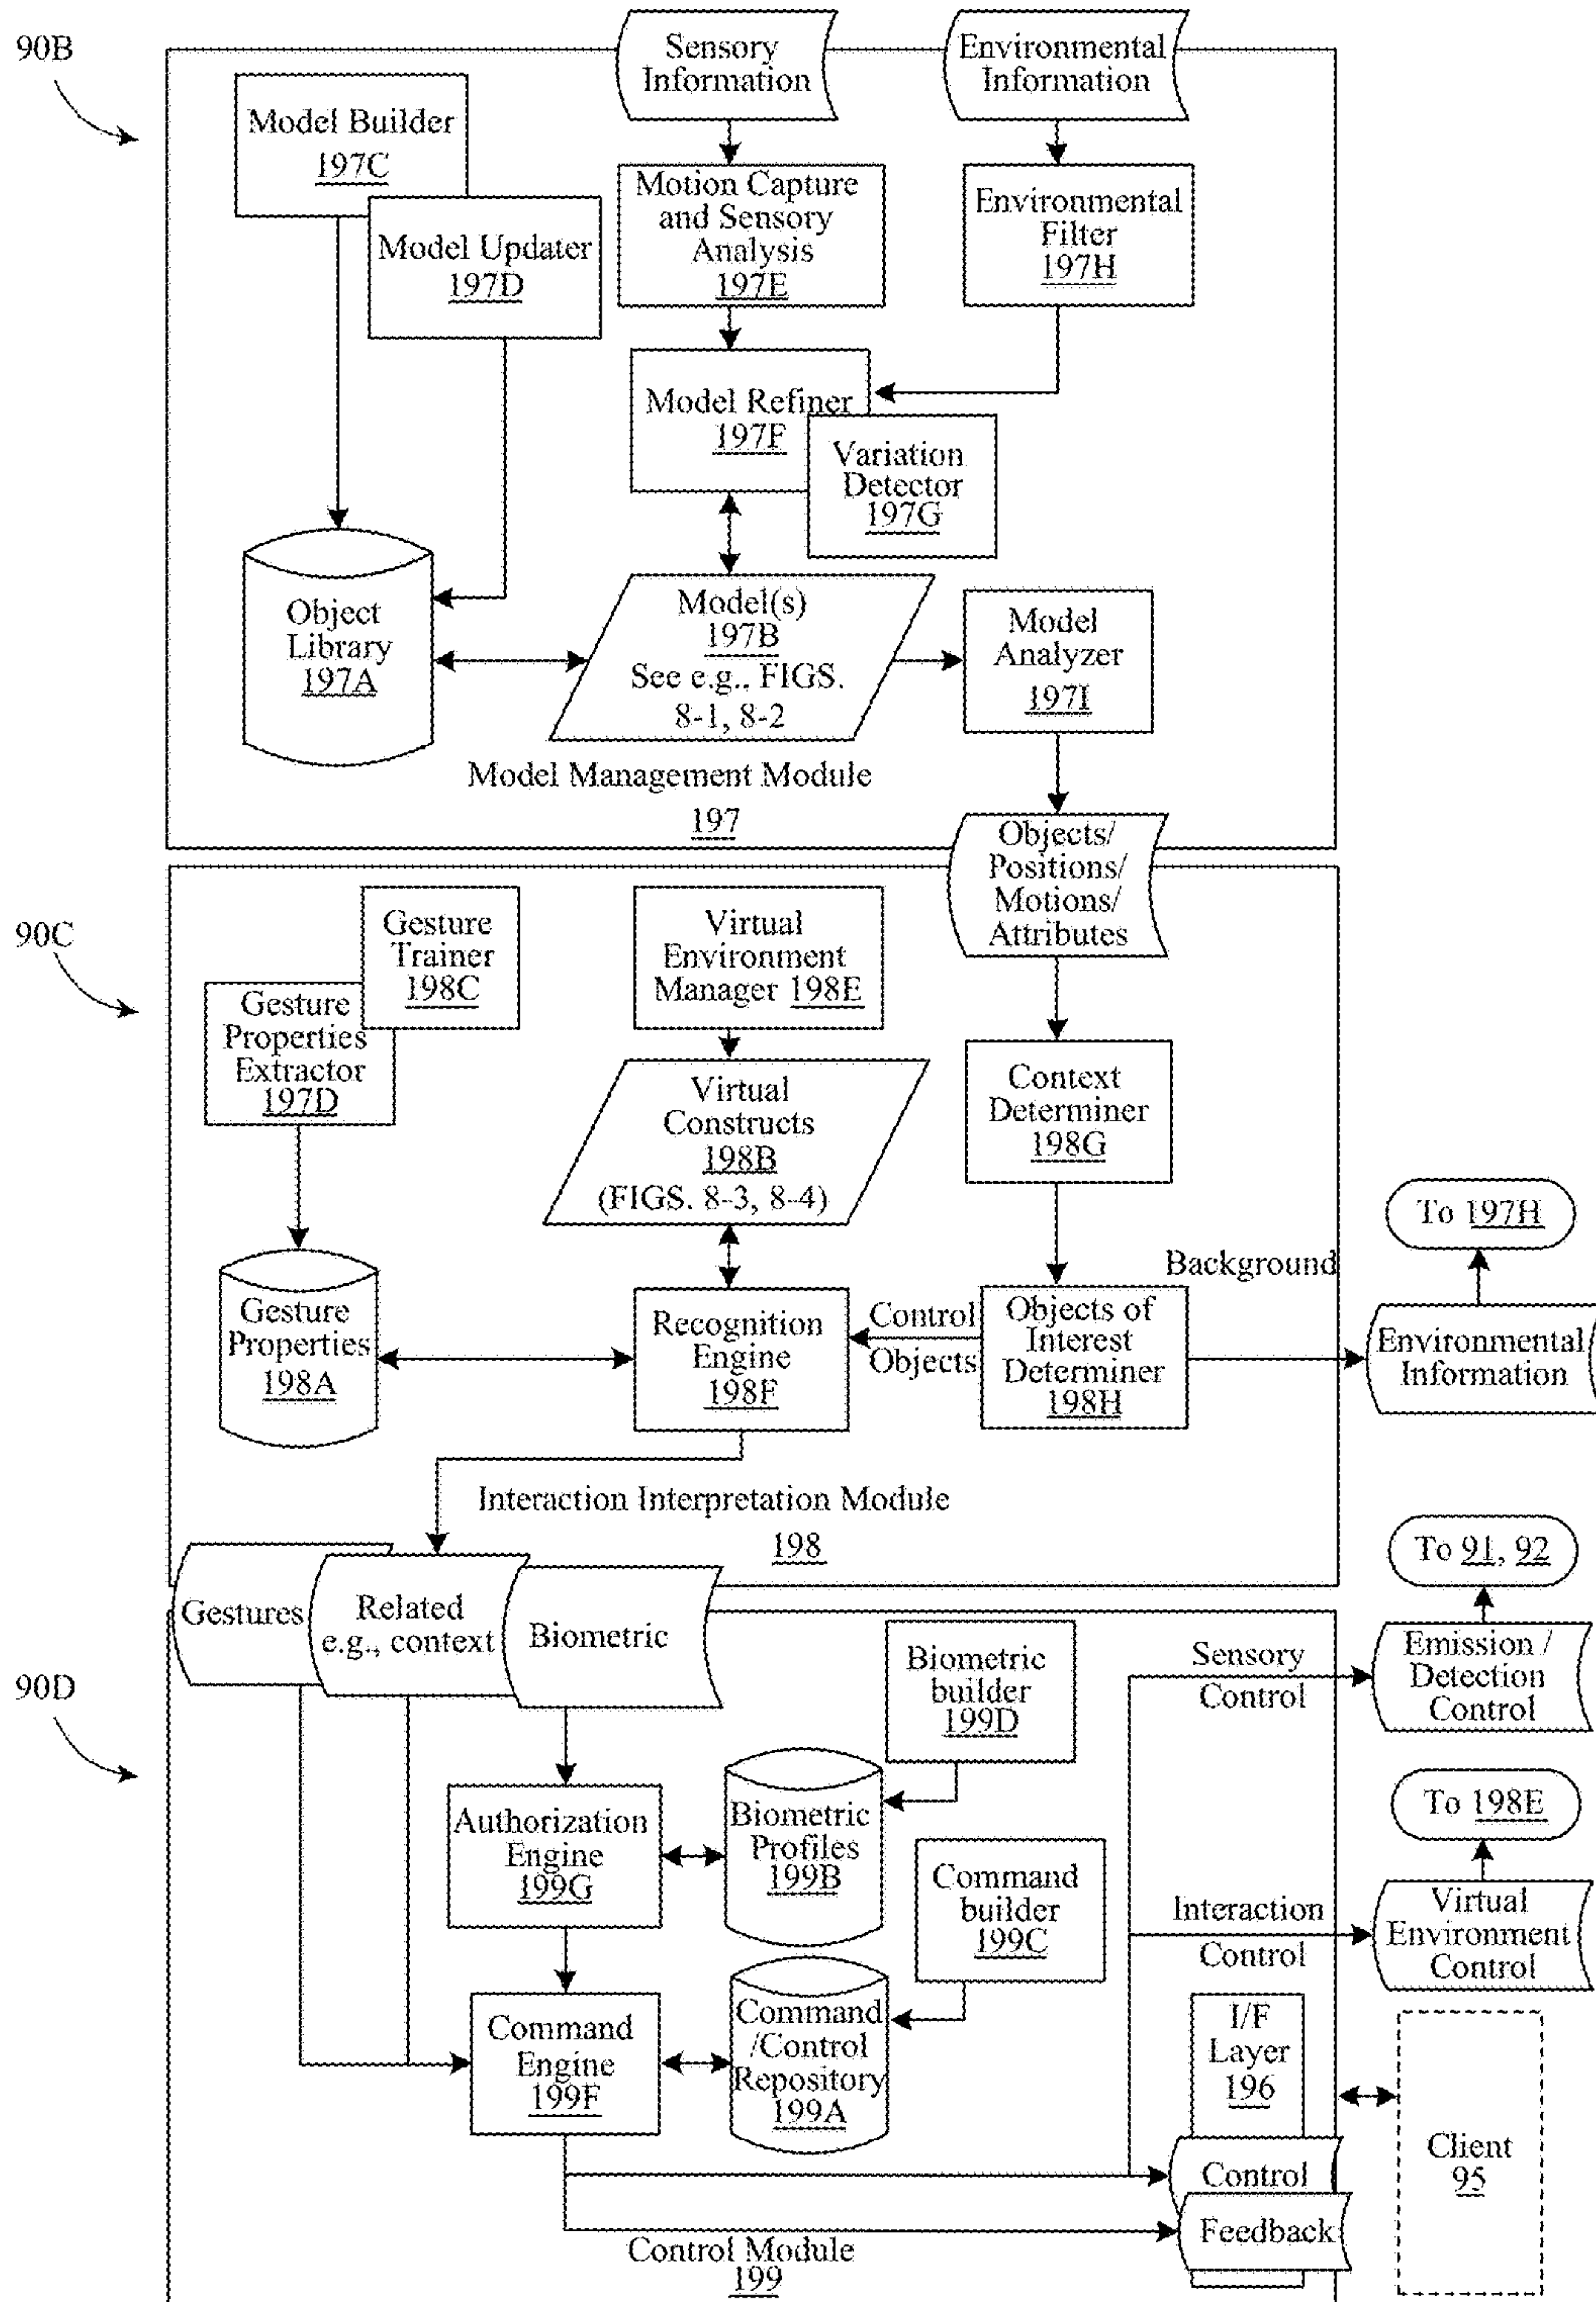 90B
Sensory
Information
Environmental
Information
Model Builder
197C
Model Updater
197D
Motion Capture
and Sensory
Analysis
197E
Environmental
Filter
197H
Model Refiner
197F
Variation
Detector
197G
Object
Library
197A
Model(s)
197B
See e.g., FIGS.
8-1, 8-2
Model
Analyzer
197I
Model Management Module
197
Objects/
Positions/
Motions/
Attributes
90C
Gesture
Trainer
198C
Gesture
Properties
Extractor
197D
Virtual
Environment
Manager 198E
Virtual
Constructs
198B
(FIGS. 8-3, 8-4)
Context
Determiner
198G
To 197H
Background
Gesture
Properties
198A
Recognition
Engine
198F
Control
Objects
Objects of
Interest
Determiner
198H
Environmental
Information
Interaction Interpretation Module
198
To 91, 92
Gestures
Related
e.g., context
Biometric
90D
Biometric
builder
199D
Sensory
Control
Emission /
Detection
Control
To 198E
Authorization
Engine
199G
Biometric
Profiles
199B
Command
builder
199C
Interaction
Control
Virtual
Environment
Control
Command
Engine
199F
Command
/Control
Repository
199A
I/F
Layer
196
Client
95
Control
Feedback
Control Module
199